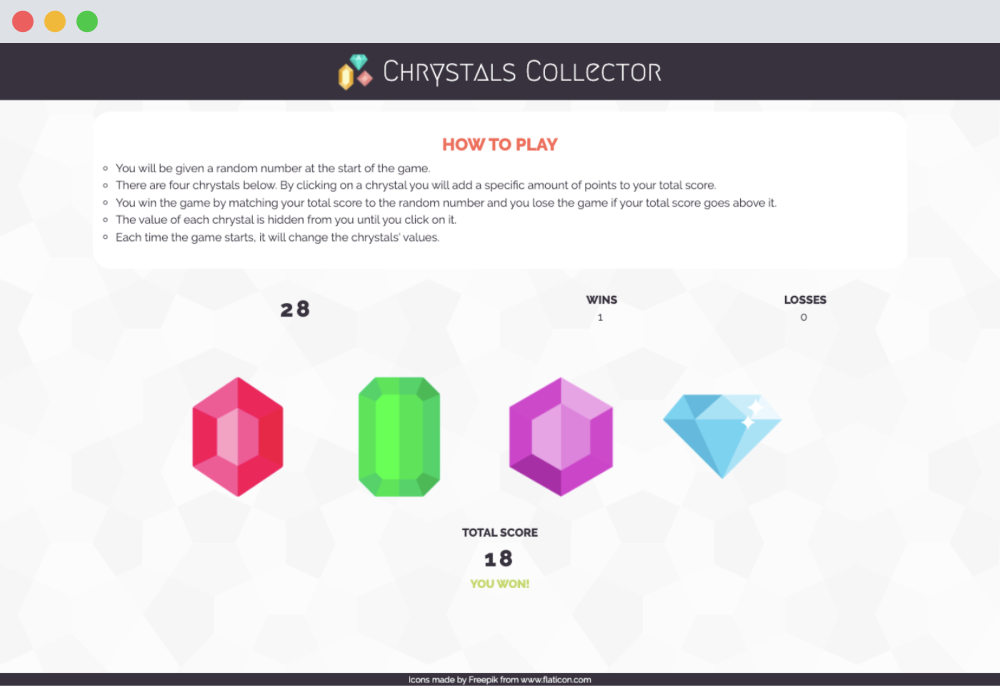 Chrystals Collector
HOW TO PLAY
You will be given a random number at the start of the game.
There are four chrystals below. By clicking on a chrystal you will add a specific amount of points to your total score.
You win the game by matching your total score to the random number and you lose the game if your total score goes above it.
The value of each chrystal is hidden from you until you click on it.
Each time the game starts, it will change the chrystals' values.
28
WINS
1
LOSSES
0
TOTAL SCORE
18
YOU WON!
Icons made by Freepik from www.flaticon.com